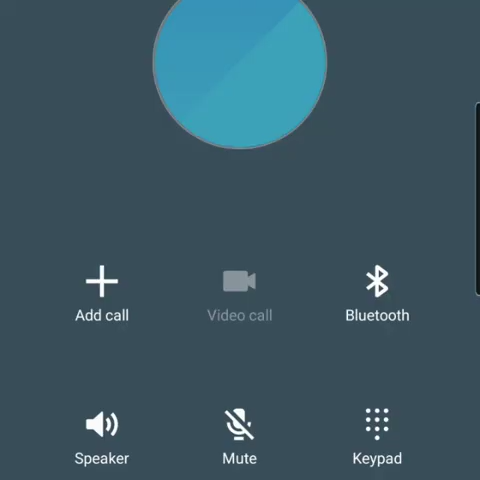 Add call
Video call
Bluetooth
Speaker
Mute
Keypad